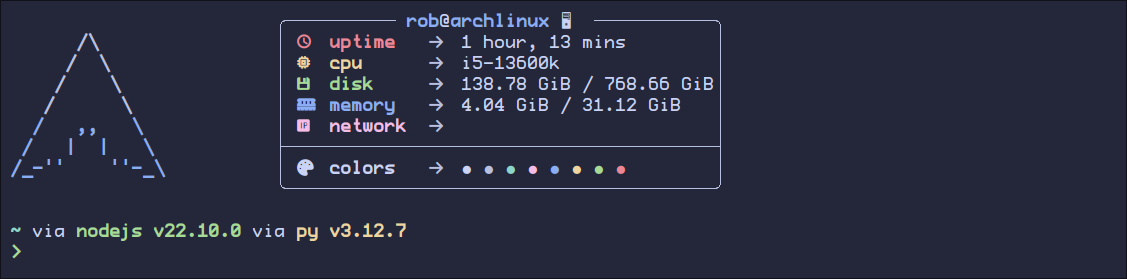 rob@archlinux
uptime → 1 hour, 13 mins
cpu → i5-13600k
disk → 138.78 GiB / 768.66 GiB
memory → 4.04 GiB / 31.12 GiB
IP network →
colors →
~ via nodejs v22.10.0 via py v3.12.7
>